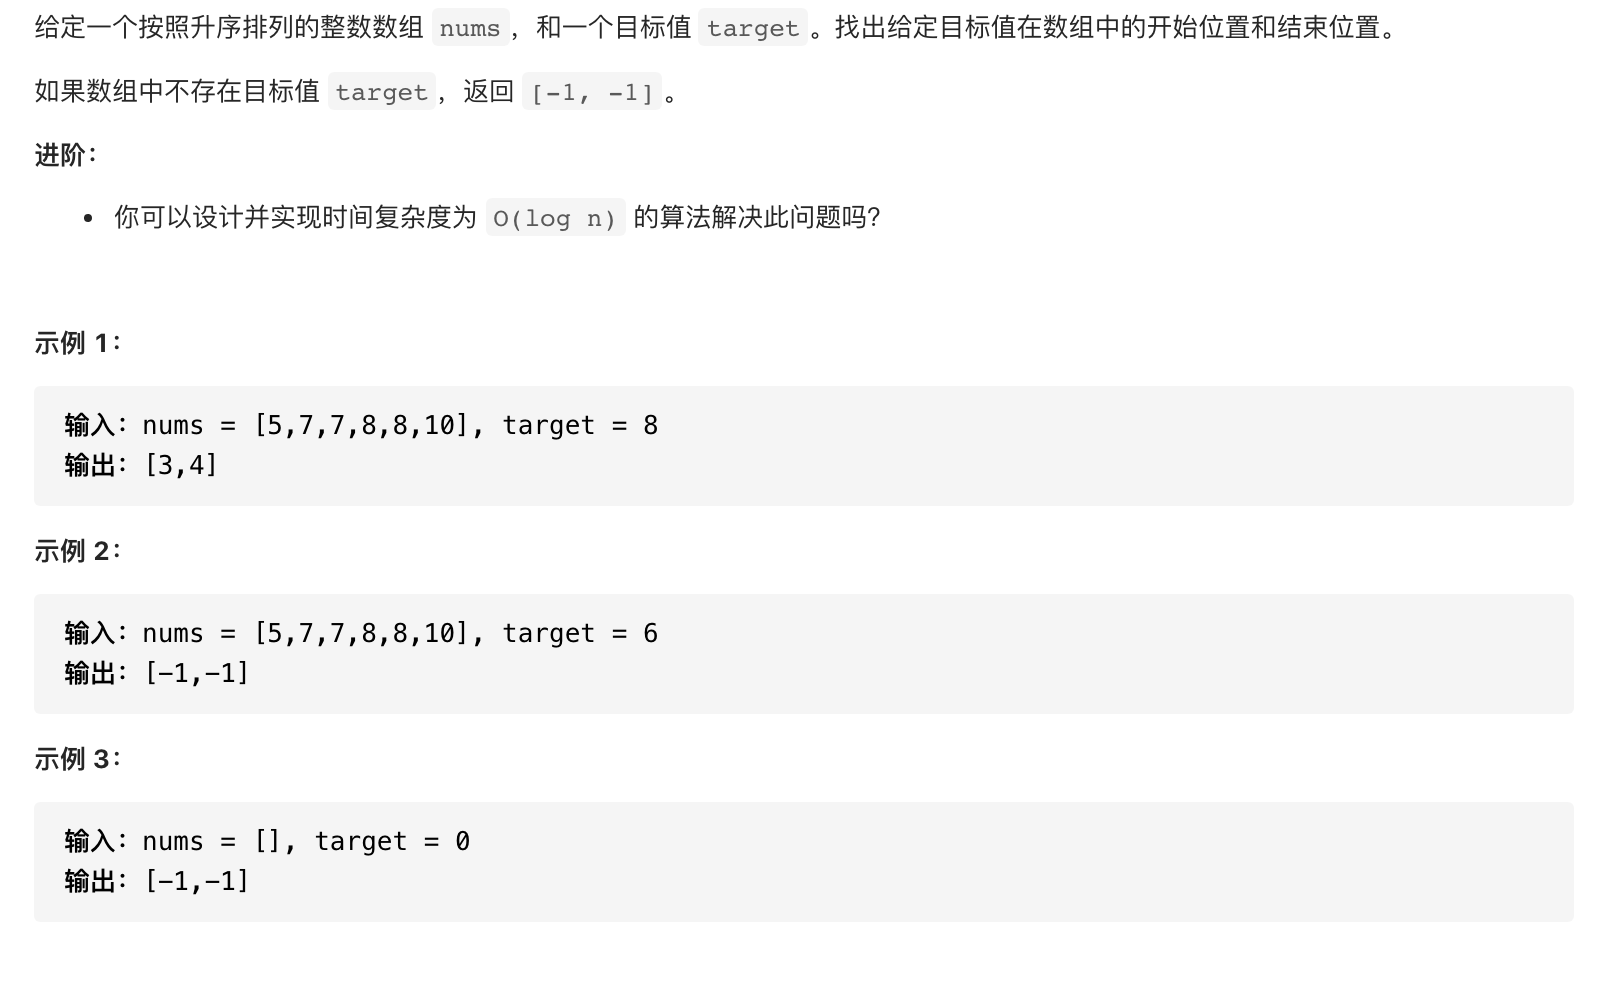 给定一个按照升序排列的整数数组 nums，和一个目标值 target。找出给定目标值在数组中的开始位置和结束位置。
如果数组中不存在目标值 target，返回 [-1, -1]。
进阶：
• 你可以设计并实现时间复杂度为 O(log n) 的算法解决此问题吗？
示例 1：
输入：nums = [5,7,7,8,8,10], target = 8
输出：[3,4]
示例 2：
输入：nums = [5,7,7,8,8,10], target = 6
输出：[-1,-1]
示例 3：
输入：nums = [], target = 0
输出：[-1,-1]